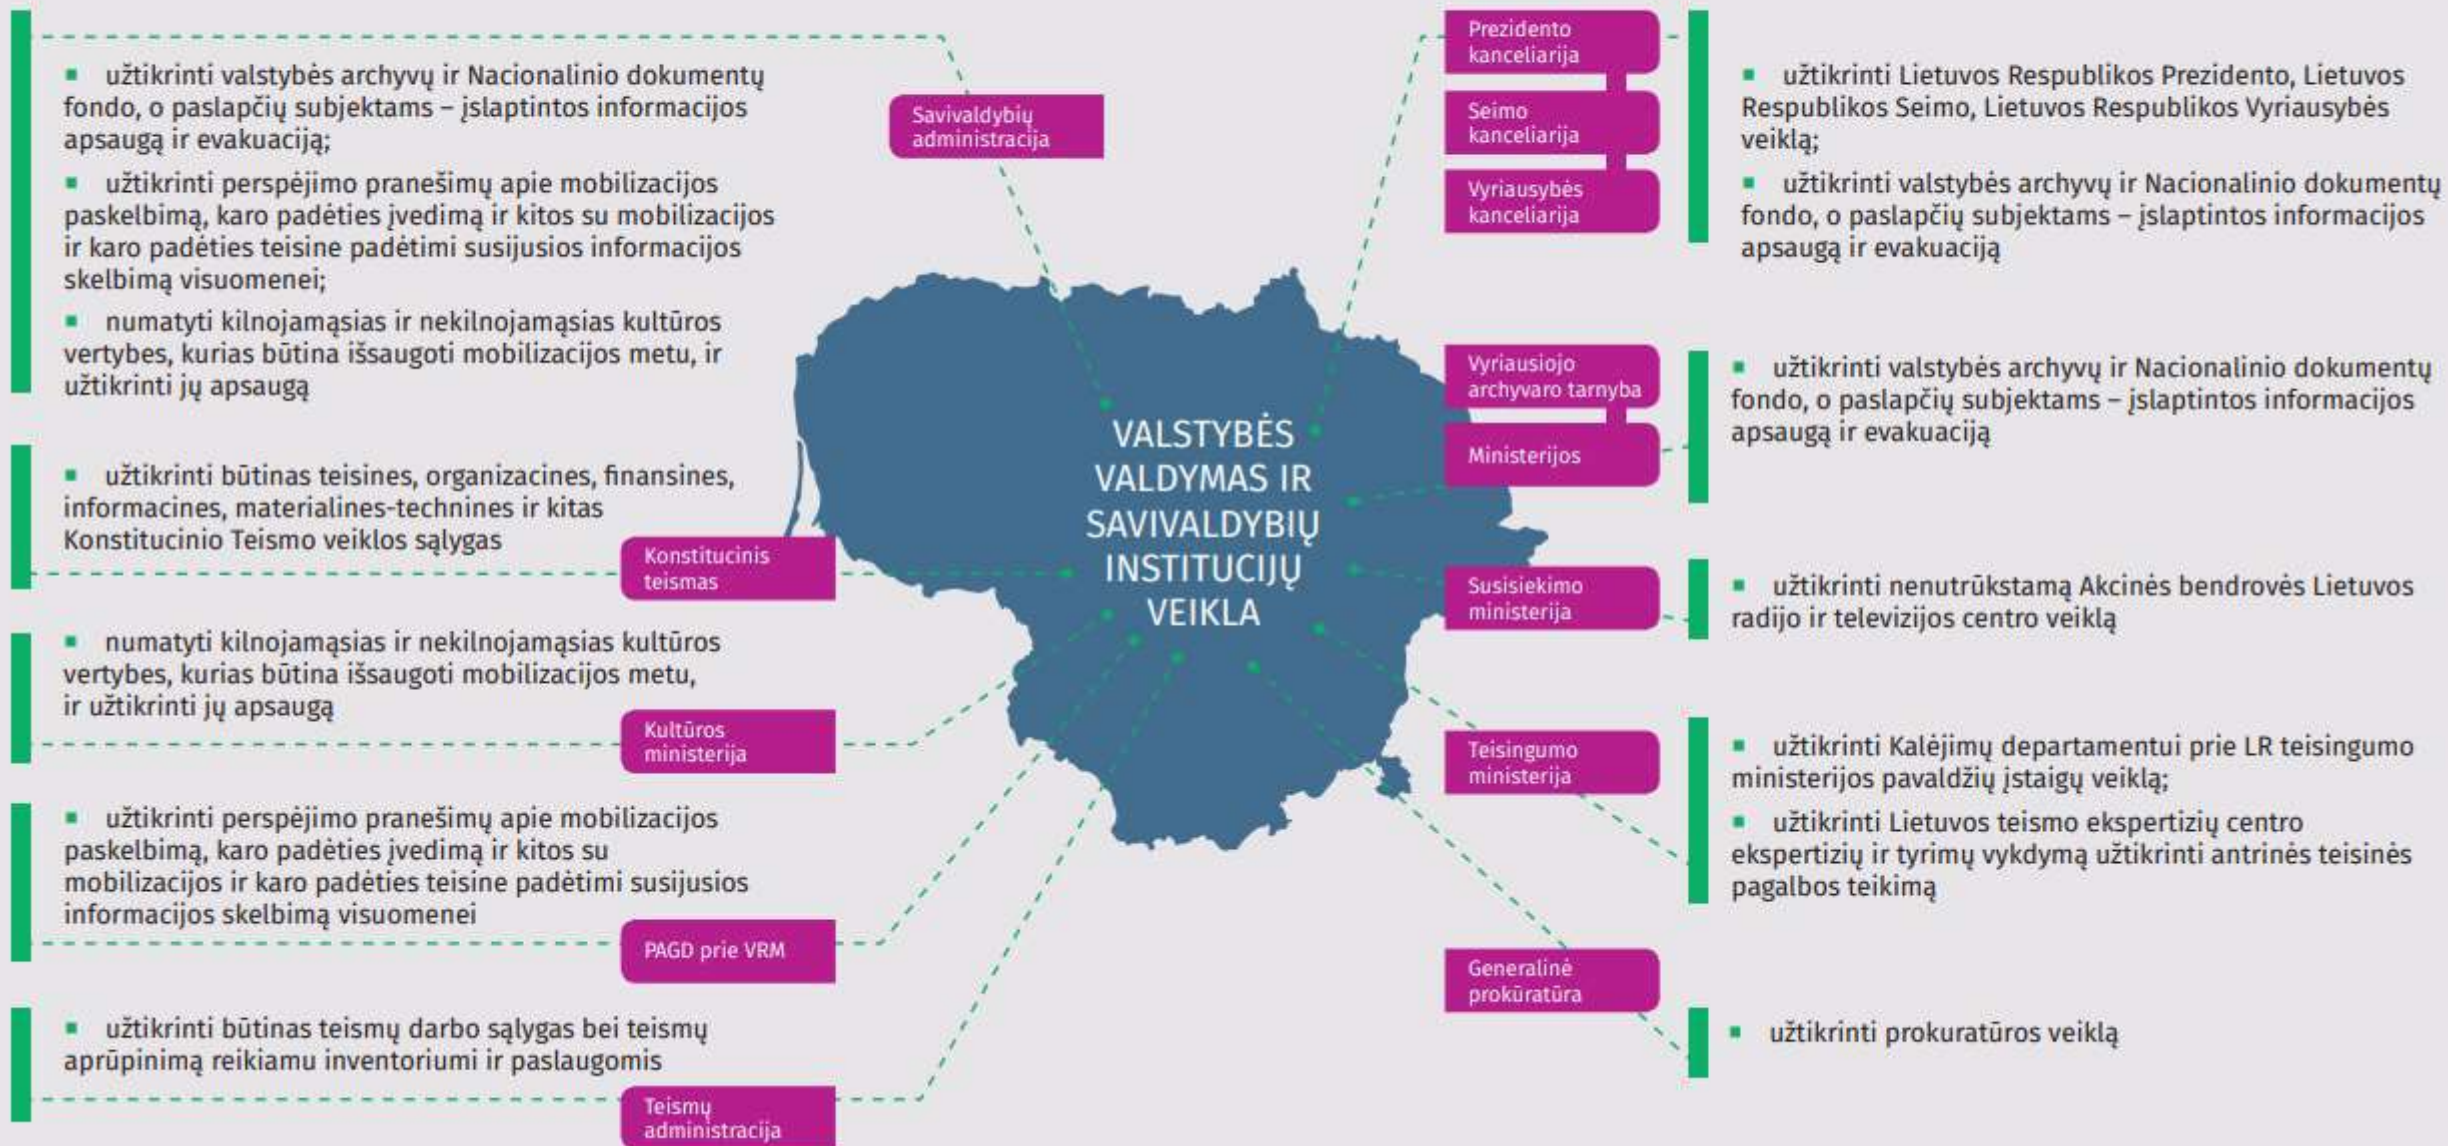 užtikrinti valstybės archyvų ir Nacionalinio dokumentų
fondo, o paslapčių subjektams – įslaptintos informacijos
apsaugą ir evakuaciją;
užtikrinti perspėjimo pranešimų apie mobilizacijos
paskelbimą, karo padėties įvedimą ir kitos su mobilizacijos
ir karo padėties teisine padėtimi susijusios informacijos
skelbimą visuomenei;
numatyti kilnojamąsias ir nekilnojamąsias kultūros
vertybes, kurias būtina išsaugoti mobilizacijos metu, ir
užtikrinti jų apsaugą
Savivaldybių
administracija
užtikrinti būtinas teisines, organizacines, finansines,
informacines, materialines-technines ir kitas
Konstitucinio Teismo veiklos sąlygas
Konstitucinis
teismas
numatyti kilnojamąsias ir nekilnojamąsias kultūros
vertybes, kurias būtina išsaugoti mobilizacijos metu,
ir užtikrinti jų apsaugą
Kultūros
ministerija
užtikrinti perspėjimo pranešimų apie mobilizacijos
paskelbimą, karo padėties įvedimą ir kitos su
mobilizacijos ir karo padėties teisine padėtimi susijusios
informacijos skelbimą visuomenei
PAGD prie VRM
užtikrinti būtinas teismų darbo sąlygas bei teismų
aprūpinimą reikiamu inventoriumi ir paslaugomis
Teismų
administracija
VALSTYBĖS
VALDYMAS IR
SAVIVALDYBIŲ
INSTITUCIJŲ
VEIKLA
Prezidento
kanceliarija
Seimo
kanceliarija
Vyriausybės
kanceliarija
užtikrinti Lietuvos Respublikos Prezidento, Lietuvos
Respublikos Seimo, Lietuvos Respublikos Vyriausybės
veiklą;
užtikrinti valstybės archyvų ir Nacionalinio dokumentų
fondo, o paslapčių subjektams – įslaptintos informacijos
apsaugą ir evakuaciją
Vyriausiojo
archyvaro tarnyba
Ministerijos
užtikrinti valstybės archyvų ir Nacionalinio dokumentų
fondo, o paslapčių subjektams – įslaptintos informacijos
apsaugą ir evakuaciją
Susisiekimo
ministerija
užtikrinti nenutrūkstamą Akcinės bendrovės Lietuvos
radijo ir televizijos centro veiklą
Teisingumo
ministerija
užtikrinti Kalėjimų departamentui prie LR teisingumo
ministerijos pavaldžių įstaigų veiklą;
užtikrinti Lietuvos teismo ekspertizių centro
ekspertizių ir tyrimų vykdymą užtikrinti antrinės teisinės
pagalbos teikimą
Generalinė
prokūratūra
užtikrinti prokuratūros veiklą